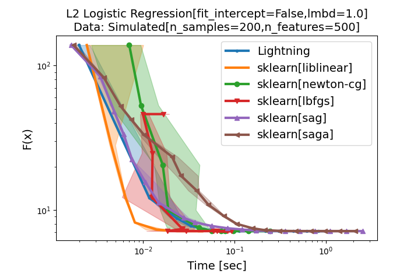 L2 Logistic Regression[fit_intercept=False,lmbd=1.0]
Data: Simulated[n_samples=200,n_features=500]
Lightning
sklearn[liblinear]
sklearn[newton-cg]
sklearn[lbfgs]
sklearn[sag]
sklearn[saga]
F(x)
10²
10¹
10⁻² 10⁻¹ 10⁰
Time [sec]